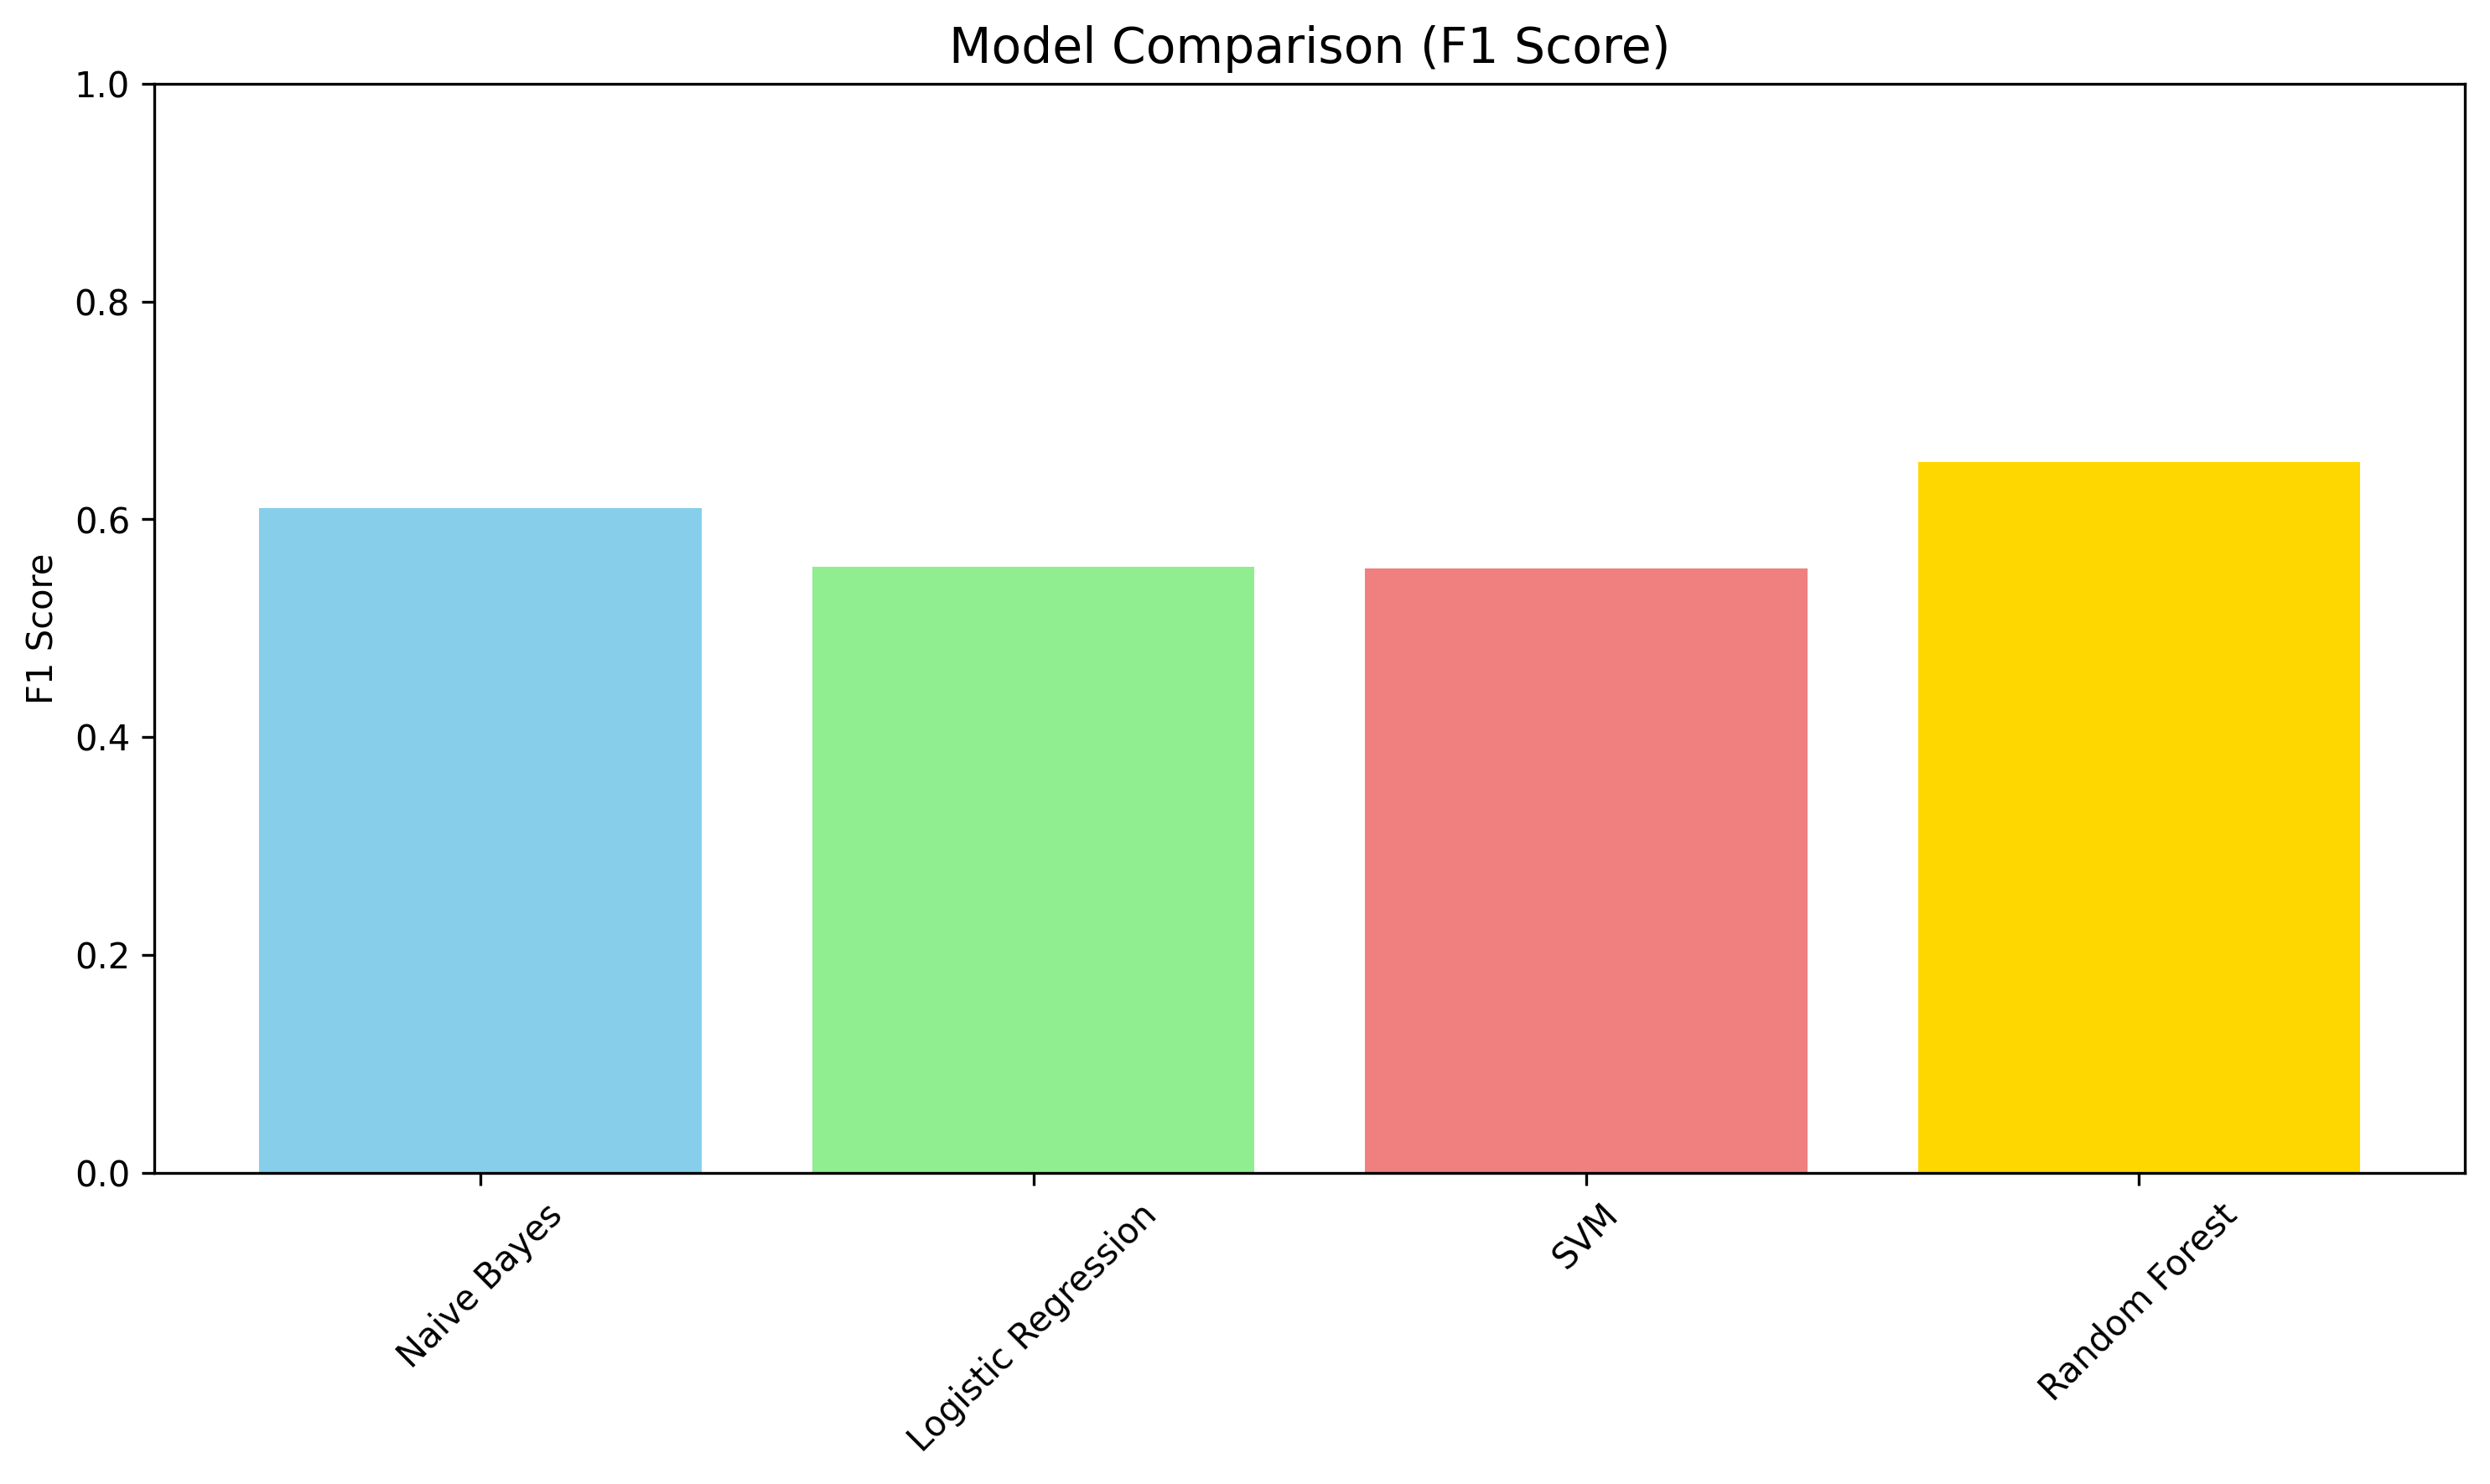 Model Comparison (F1 Score)
F1 Score
1.0
0.8
0.6
0.4
0.2
0.0
Naive Bayes
Logistic Regression
SVM
Random Forest